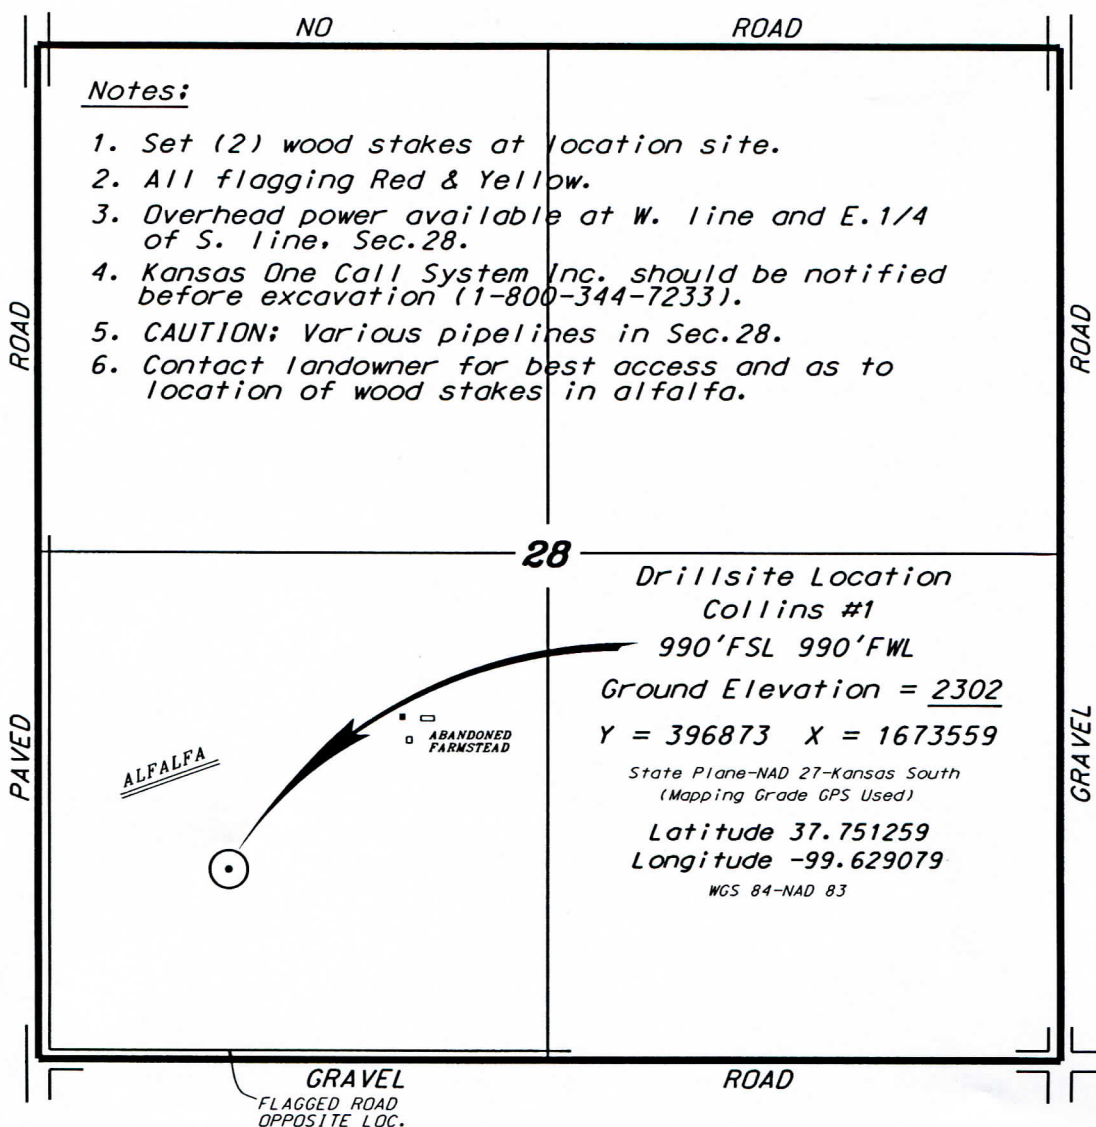 NO ROAD
Notes:
1. Set (2) wood stakes at location site.
2. All flagging Red & Yellow.
3. Overhead power available at W. line and E.1/4
of S. line, Sec.28.
4. Kansas One Call System Inc. should be notified
before excavation (1-800-344-7233).
5. CAUTION: Various pipelines in Sec.28.
6. Contact landowner for best access and as to
location of wood stakes in alfalfa.
PAVED ROAD
GRAVEL ROAD
28
Drillsite Location
Collins #1
990'FSL 990'FWL
Ground Elevation = 2302
Y = 396873 X = 1673559
State Plane-NAD 27-Kansas South
(Mapping Grade GPS Used)
Latitude 37.751259
Longitude -99.629079
WGS 84-NAD 83
ABANDONED
FARMSTEAD
ALFALFA
GRAVEL ROAD
FLAGGED ROAD
OPPOSITE LOC.